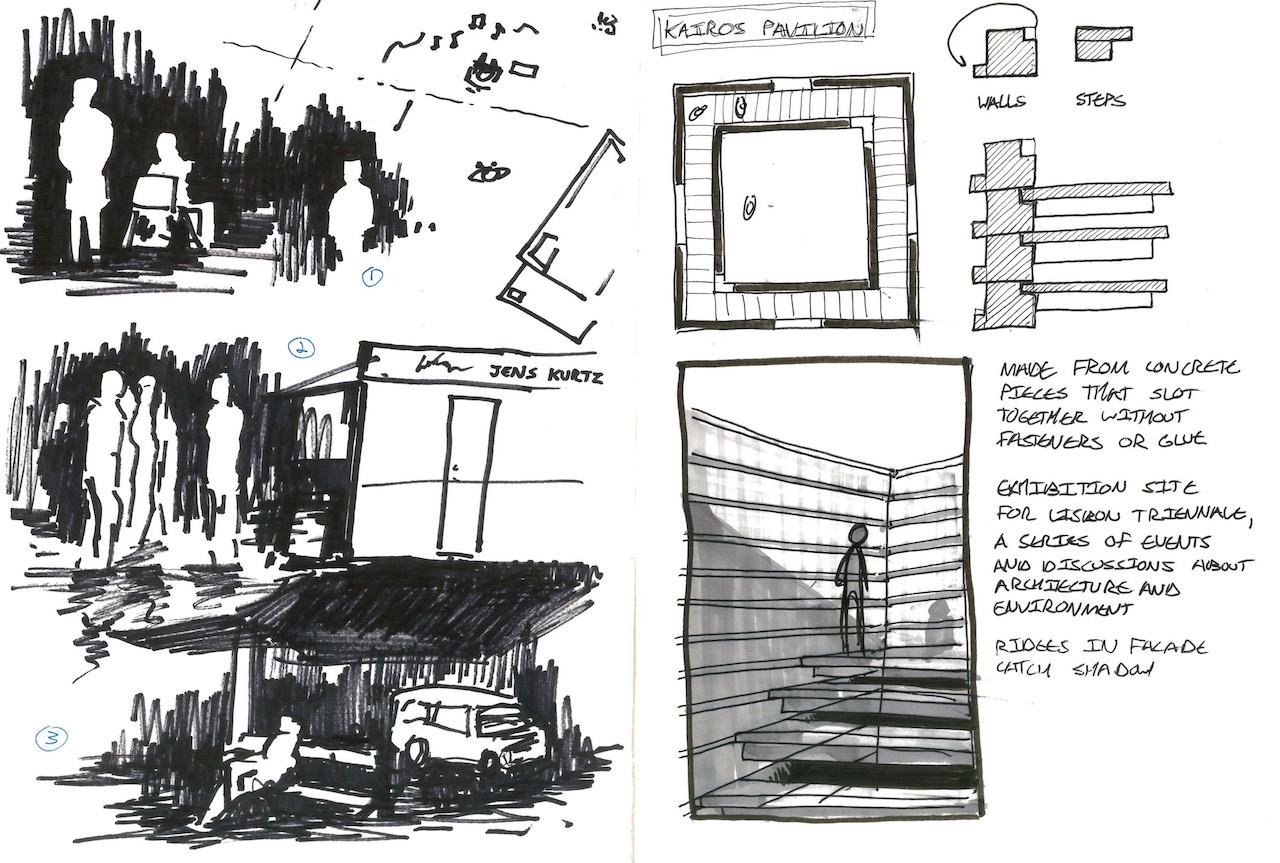 1
2
JENS KURTZ
3
KAIROS PAVILION
WALLS
STEPS
MADE FROM CONCRETE
PIECES THAT SLOT
TOGETHER WITHOUT
FASTENERS OR GLUE
EXHIBITION SITE
FOR LISBON TRIENNALE,
A SERIES OF EVENTS
AND DISCUSSIONS ABOUT
ARCHITECTURE AND
ENVIRONMENT
RIDGES IN FACADE
CATCH SHADOW